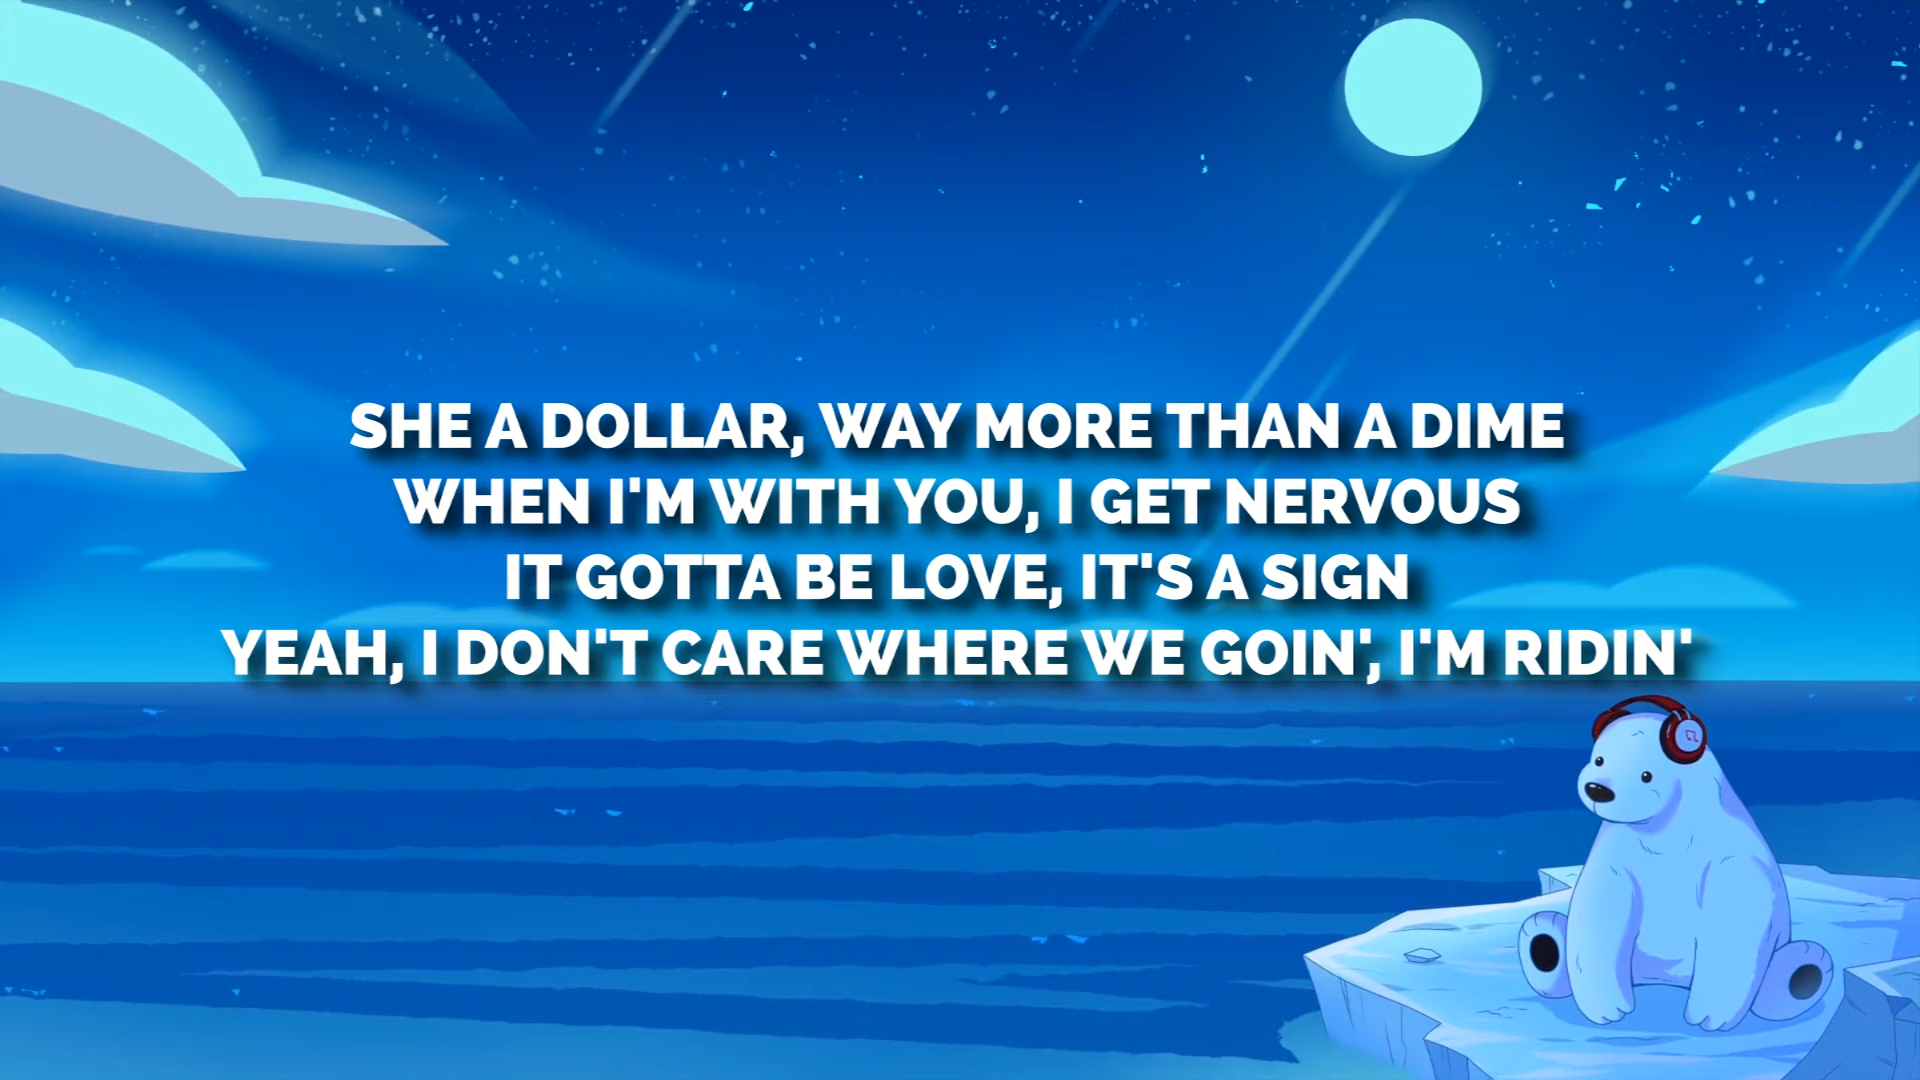 SHE A DOLLAR, WAY MORE THAN A DIME
WHEN I'M WITH YOU, I GET NERVOUS
IT GOTTA BE LOVE, IT'S A SIGN
YEAH, I DON'T CARE WHERE WE GOIN', I'M RIDIN'